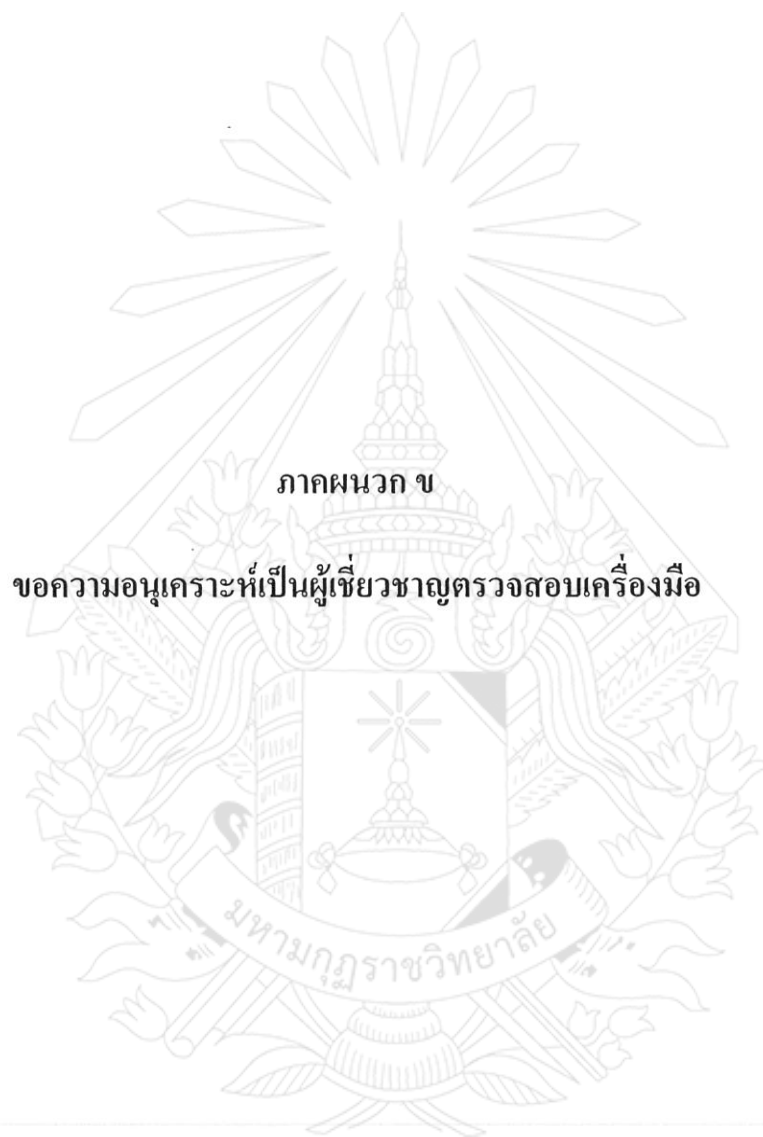 ภาคผนวก ข
ขอความอนุเคราะห์เป็นผู้เชี่ยวชาญตรวจสอบเครื่องมือ
มหามกุฏราชวิทยาลัย